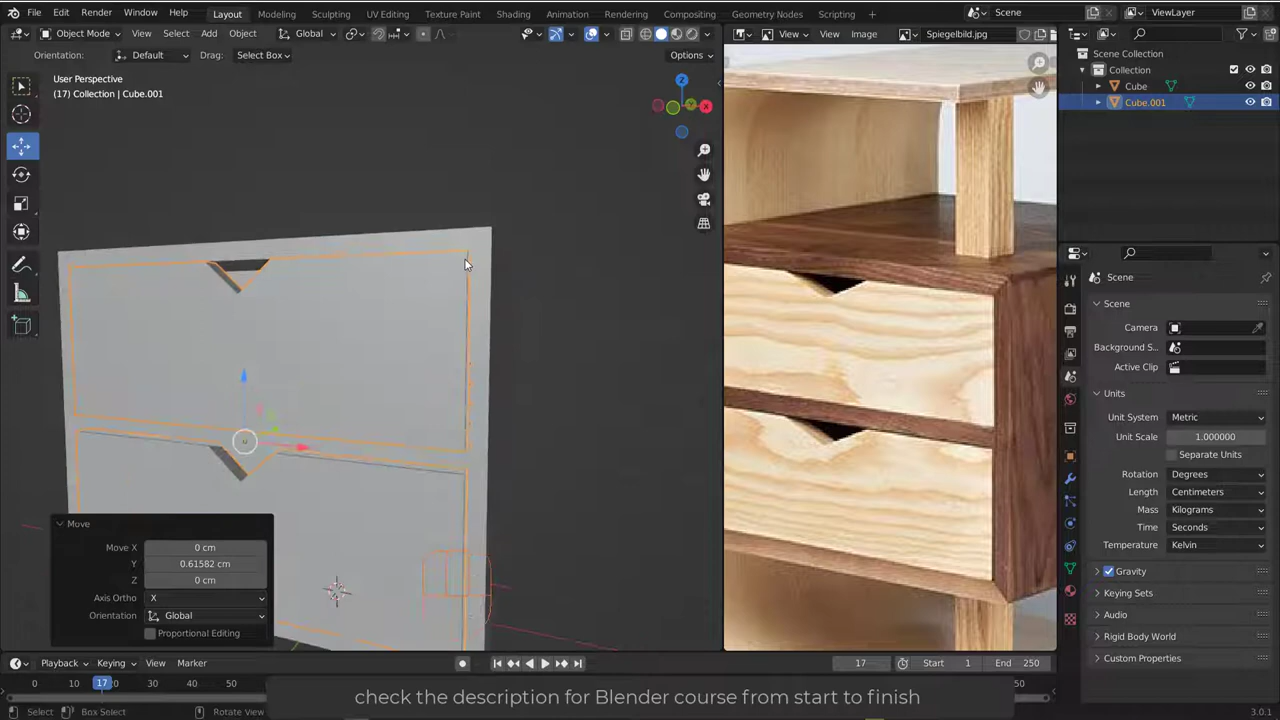 File Edit Render Window Help Layout Modeling Sculpting UV Editing Texture Paint Shading Animation Rendering Compositing Geometry Nodes Scripting + Scene ViewLayer
Object Mode View Select Add Object Global View View Image Spiegelbild.jpg
Orientation: Default Drag: Select Box Options
User Perspective
(17) Collection | Cube.001
Z
Y
X
Scene Collection
Collection
Cube
Cube.001
Scene
Scene
Camera
Background S...
Active Clip
Units
Unit System Metric
Unit Scale 1.000000
Separate Units
Rotation Degrees
Length Centimeters
Mass Kilograms
Time Seconds
Temperature Kelvin
Gravity
Keying Sets
Audio
Rigid Body World
Custom Properties
Move
Move X 0 cm
Y 0.61582 cm
Z 0 cm
Axis Ortho X
Orientation Global
Proportional Editing
Playback Keying View Marker 17 Start 1 End 250
0 10 17 20 30 40 50 50
check the description for Blender course from start to finish
Select Box Select Rotate View 3.0.1